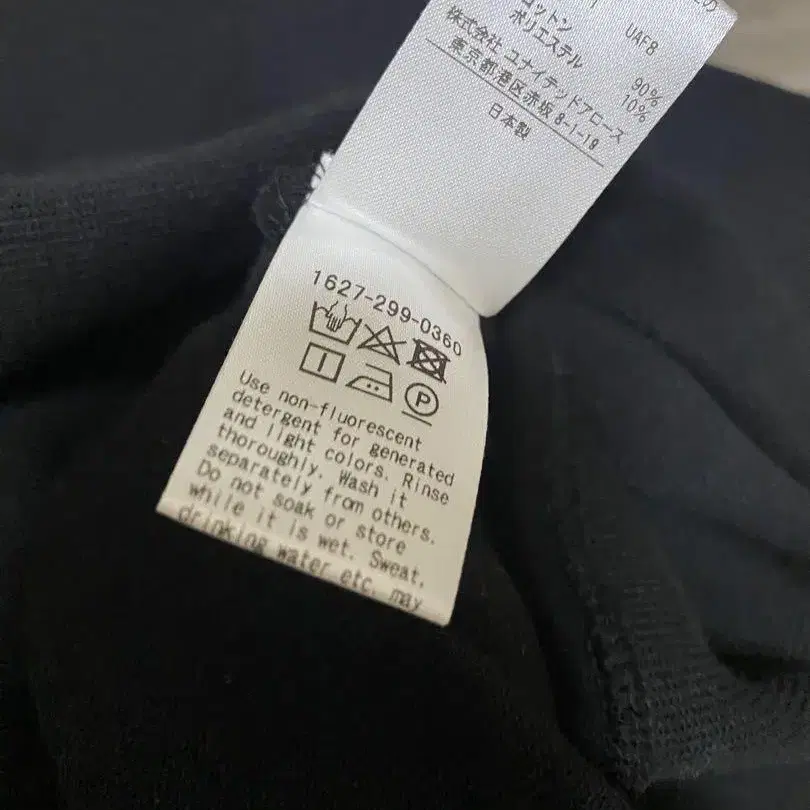 UAF8
コットン 90%
ポリエステル 10%
株式会社 ユナイテッドアローズ
東京都港区赤坂 8-1-19
日本製
1627-299-0360
P
Use non-fluorescent
detergent for generated
and light colors. Rinse
thoroughly. Wash it
separately from others.
Do not soak or store
while it is wet. Sweat,
drinking water etc. may